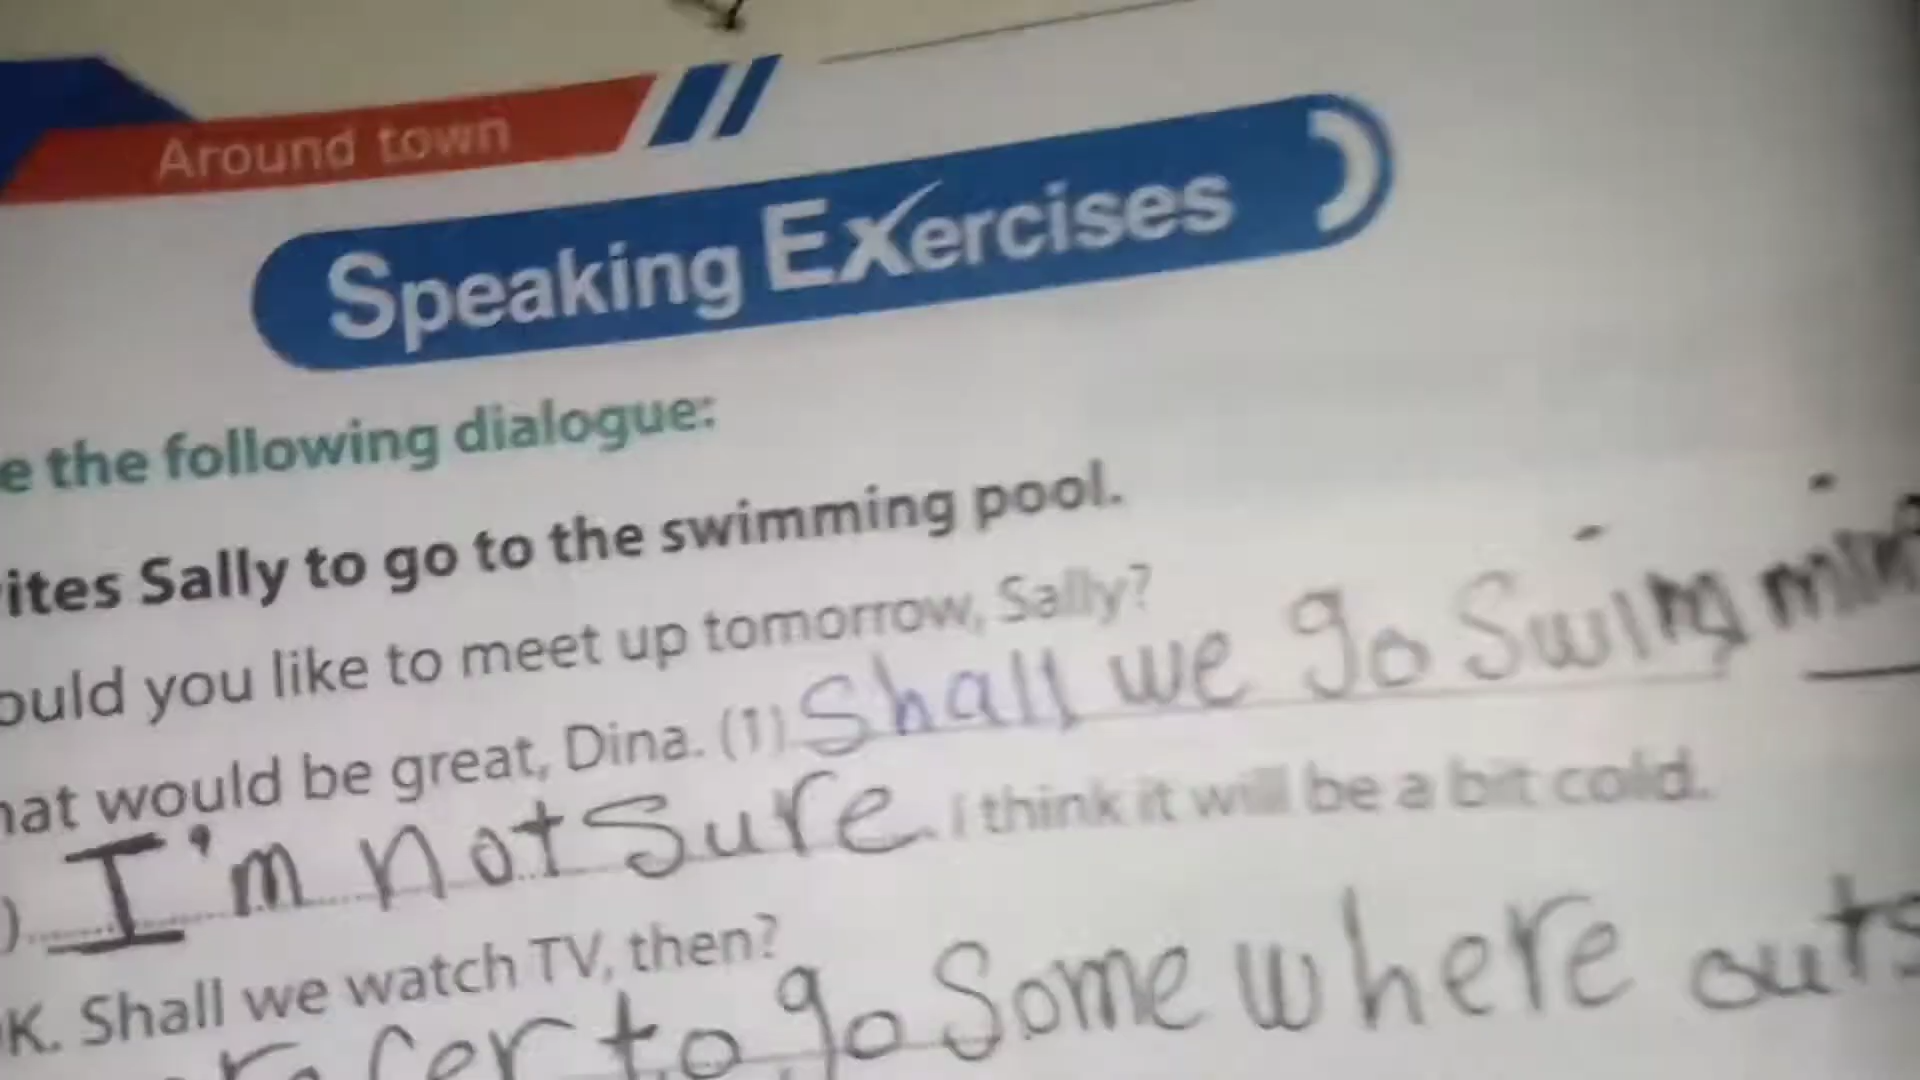 Around town
Speaking Exercises
e the following dialogue:
ites Sally to go to the swimming pool.
ould you like to meet up tomorrow, Sally?
hat would be great, Dina. (1) Shall we go Swimming
) I'm not Sure I think it will be a bit cold.
K. Shall we watch TV, then?
to go Some where outs